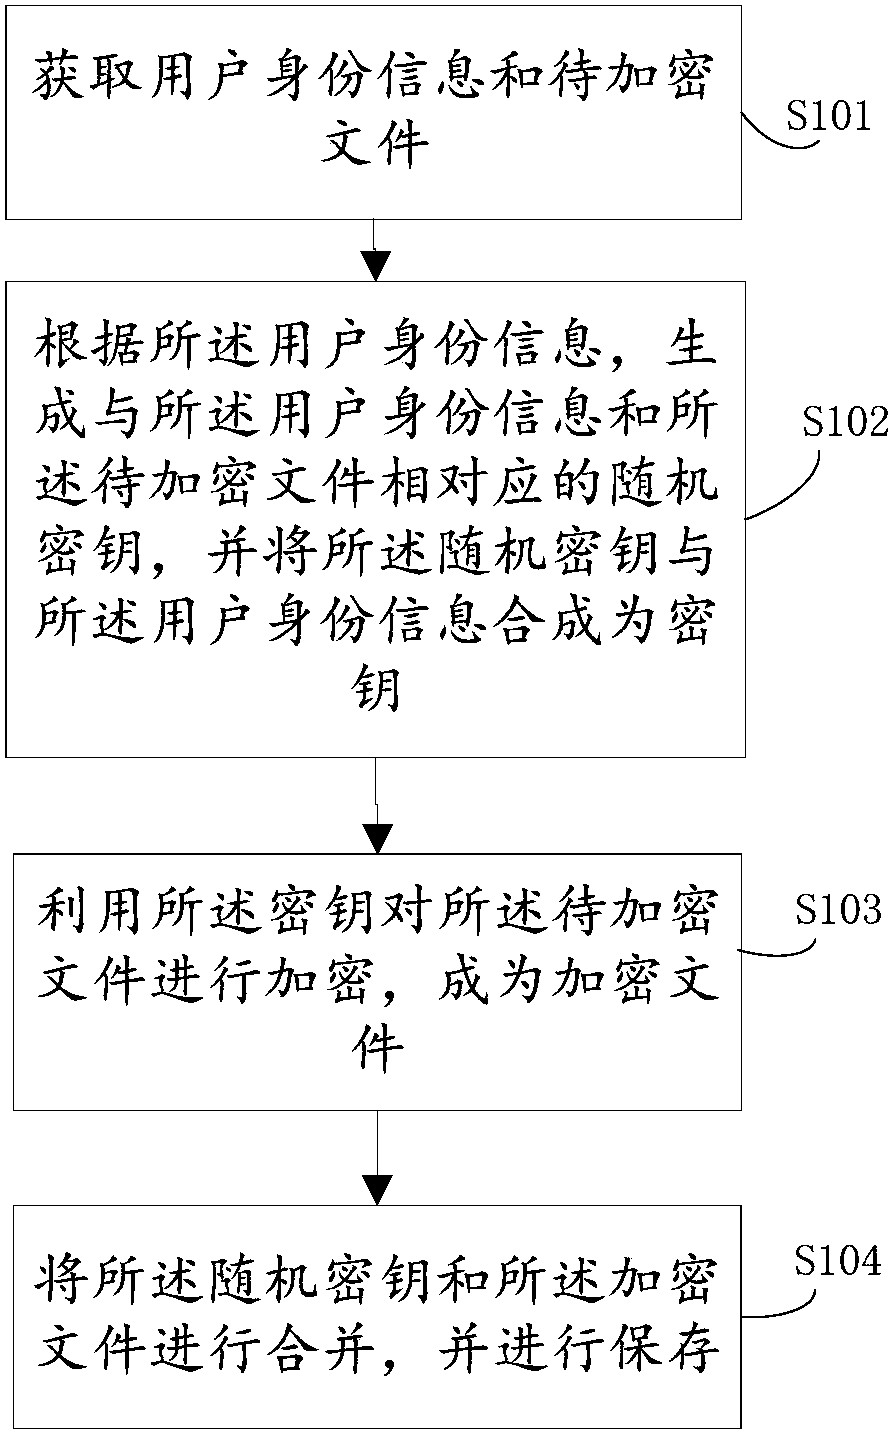 获取用户身份信息和待加密
文件
S101
根据所述用户身份信息，生
成与所述用户身份信息和所
述待加密文件相对应的随机
密钥，并将所述随机密钥与
所述用户身份信息合成为密
钥
S102
利用所述密钥对所述待加密
文件进行加密，成为加密文
件
S103
将所述随机密钥和所述加密
文件进行合并，并进行保存
S104